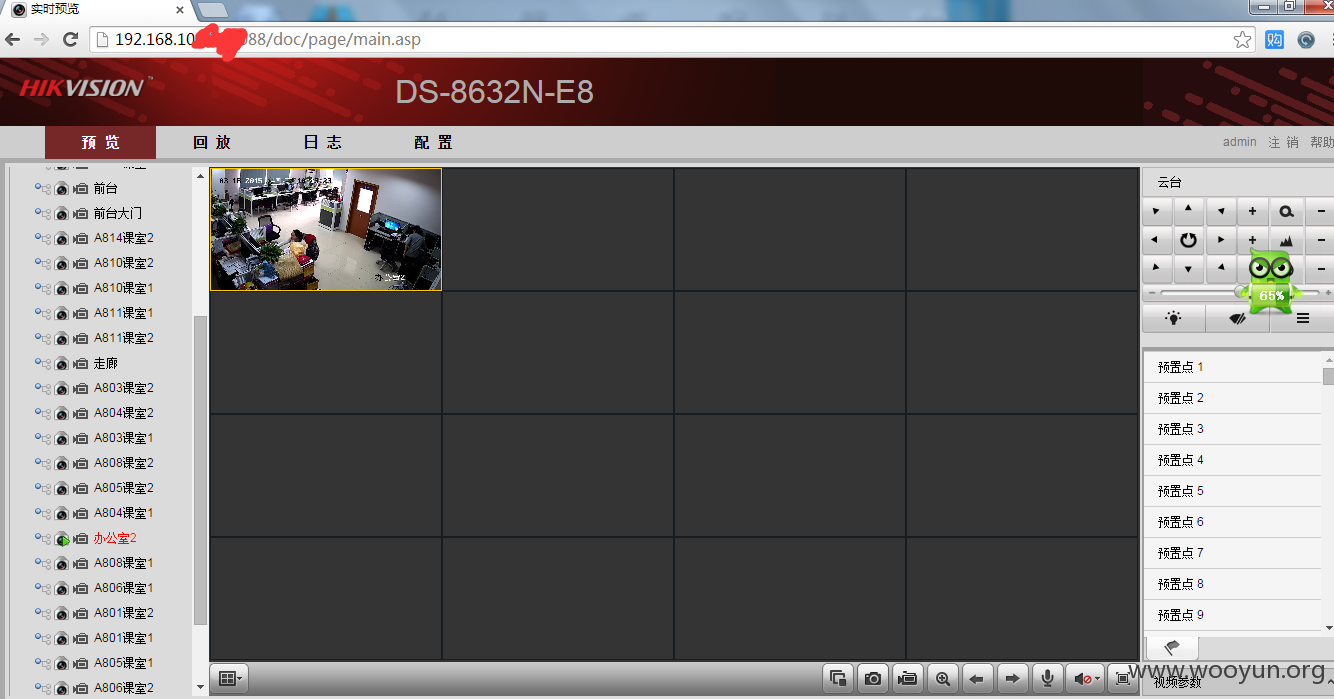 实时预览
192.168.10 088/doc/page/main.asp
购
HIKVISION™
DS-8632N-E8
预览 回放 日志 配置
admin 注销 帮助
前台
前台大门
A814课室2
A810课室2
A810课室1
A811课室1
A811课室2
走廊
A803课室2
A804课室2
A803课室1
A808课室2
A805课室2
A804课室1
办公室2
A808课室1
A806课室1
A801课室2
A801课室1
A805课室1
A806课室2
办公室2
云台
65%
预置点 1
预置点 2
预置点 3
预置点 4
预置点 5
预置点 6
预置点 7
预置点 8
预置点 9
视频参数
www.wooyun.org